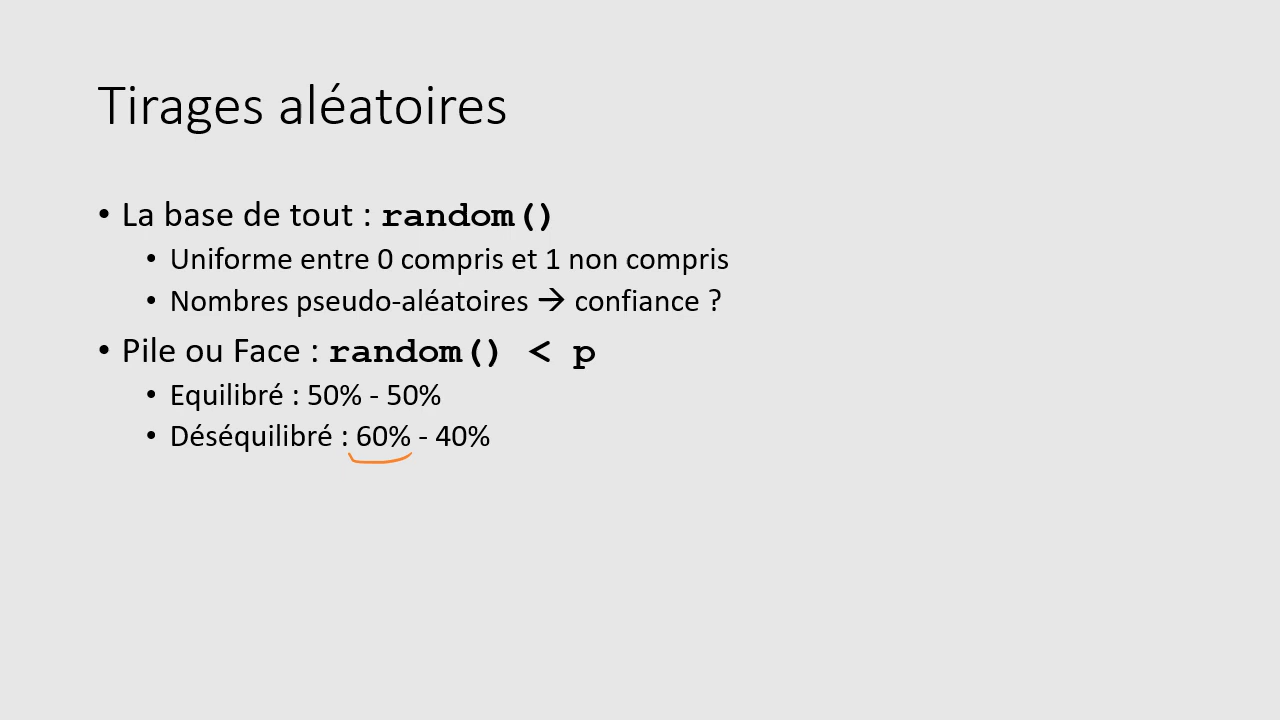 Tirages aléatoires
• La base de tout : random()
• Uniforme entre 0 compris et 1 non compris
• Nombres pseudo-aléatoires → confiance ?
• Pile ou Face : random() < p
• Equilibré : 50% - 50%
• Déséquilibré : 60% - 40%